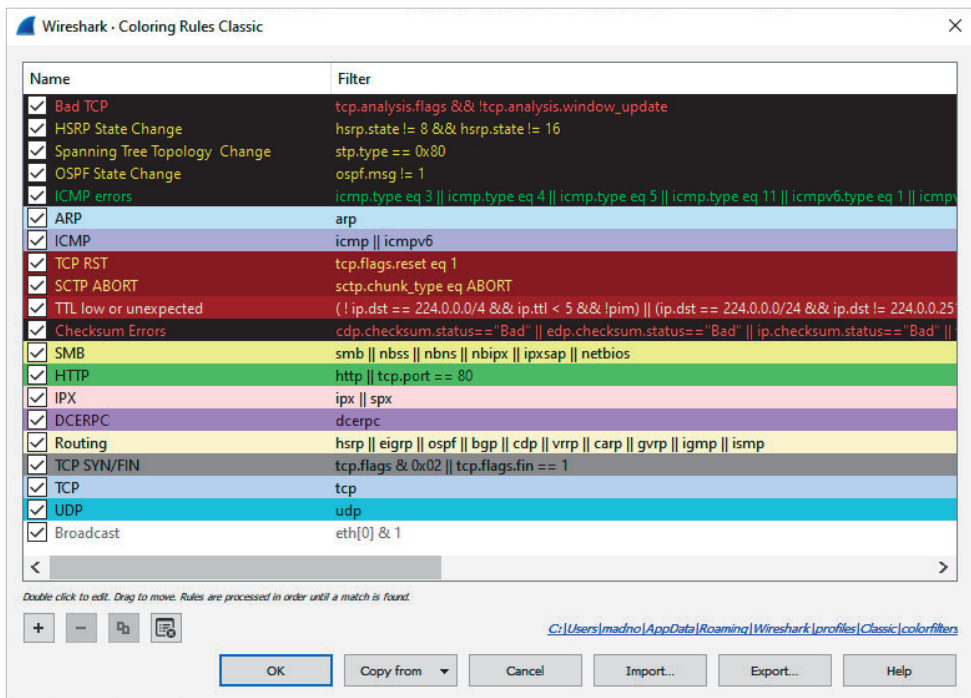 Wireshark · Coloring Rules Classic
Name Filter
Bad TCP tcp.analysis.flags && !tcp.analysis.window_update
HSRP State Change hsrp.state != 8 && hsrp.state != 16
Spanning Tree Topology Change stp.type == 0x80
OSPF State Change ospf.msg != 1
ICMP errors icmp.type eq 3 || icmp.type eq 4 || icmp.type eq 5 || icmp.type eq 11 || icmpv6.type eq 1 || icmpv
ARP arp
ICMP icmp || icmpv6
TCP RST tcp.flags.reset eq 1
SCTP ABORT sctp.chunk_type eq ABORT
TTL low or unexpected ( ! ip.dst == 224.0.0.0/4 && ip.ttl < 5 && !pim) || (ip.dst == 224.0.0.0/24 && ip.dst != 224.0.0.25
Checksum Errors cdp.checksum.status=="Bad" || edp.checksum.status=="Bad" || ip.checksum.status=="Bad" ||
SMB smb || nbss || nbns || nbipx || ipxsap || netbios
HTTP http || tcp.port == 80
IPX ipx || spx
DCERPC dcerpc
Routing hsrp || eigrp || ospf || bgp || cdp || vrrp || carp || gvrp || igmp || ismp
TCP SYN/FIN tcp.flags & 0x02 || tcp.flags.fin == 1
TCP tcp
UDP udp
Broadcast eth[0] & 1
Double click to edit. Drag to move. Rules are processed in order until a match is found.
C:|Users|madno|AppData|Roaming|Wireshark|profiles|Classic|colorfilters
OK Copy from Cancel Import... Export... Help